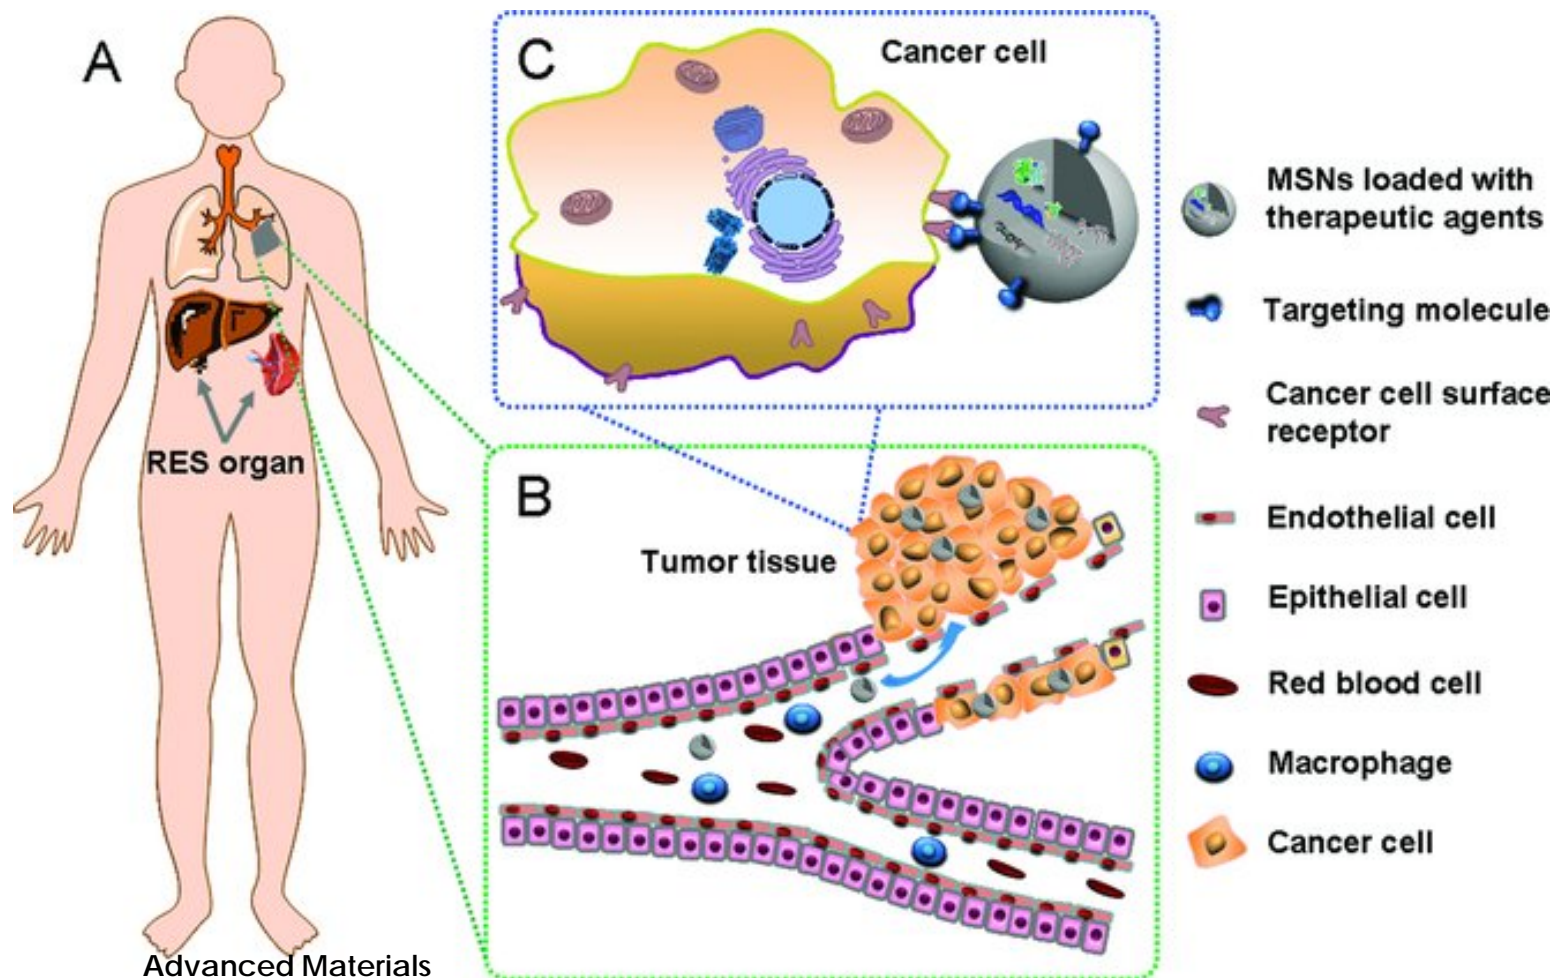 A
RES organ
Advanced Materials
C
Cancer cell
B
Tumor tissue
MSNs loaded with
therapeutic agents
Targeting molecule
Cancer cell surface
receptor
Endothelial cell
Epithelial cell
Red blood cell
Macrophage
Cancer cell